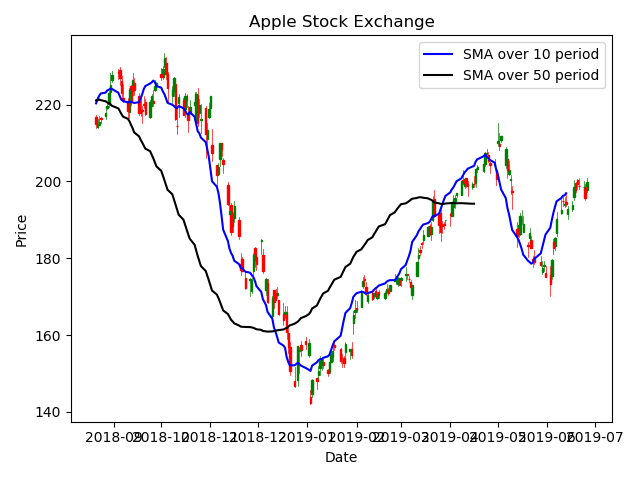 Apple Stock Exchange
SMA over 10 period
SMA over 50 period
Price
220
200
180
160
140
2018-09 2018-10 2018-11 2018-12 2019-01 2019-02 2019-03 2019-04 2019-05 2019-06 2019-07
Date